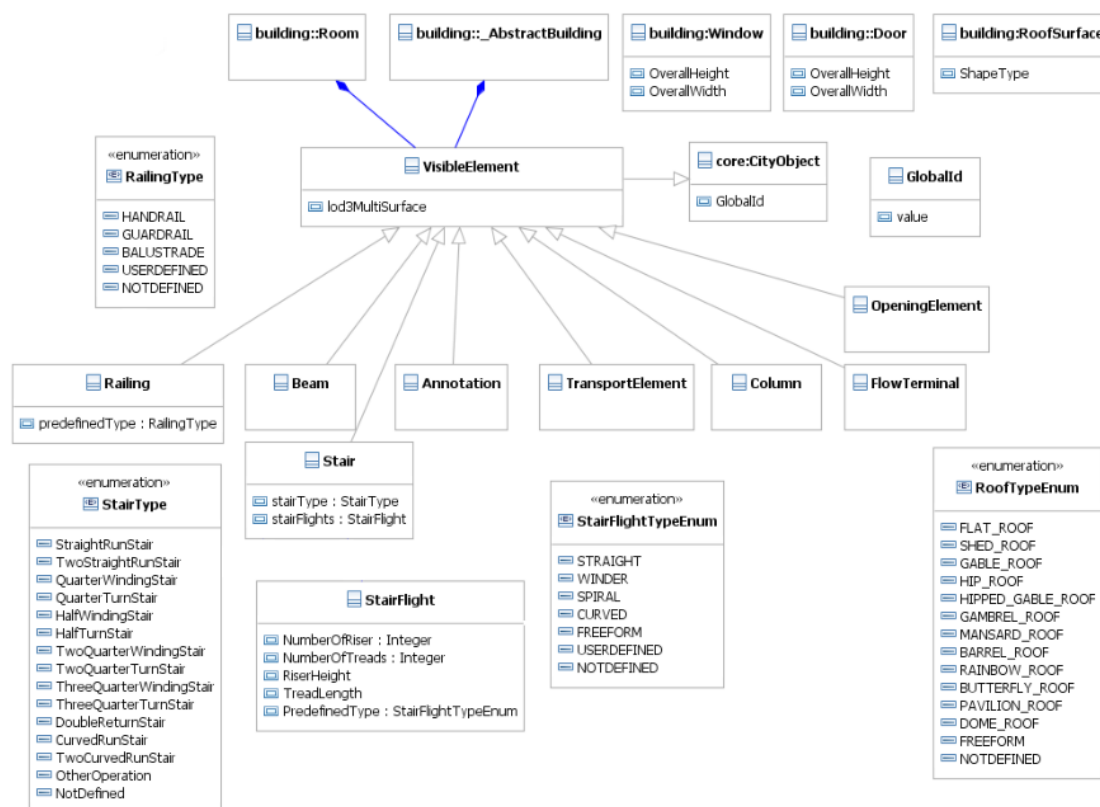 building::Room
building::_AbstractBuilding
building:Window
OverallHeight
OverallWidth
building::Door
OverallHeight
OverallWidth
building:RoofSurface
ShapeType
«enumeration»
RailingType
HANDRAIL
GUARDRAIL
BALUSTRADE
USERDEFINED
NOTDEFINED
VisibleElement
lod3MultiSurface
core:CityObject
GlobalId
GlobalId
value
OpeningElement
Railing
predefinedType : RailingType
Beam
Annotation
TransportElement
Column
FlowTerminal
Stair
stairType : StairType
stairFlights : StairFlight
«enumeration»
StairType
StraightRunStair
TwoStraightRunStair
QuarterWindingStair
QuarterTurnStair
HalfWindingStair
HalfTurnStair
TwoQuarterWindingStair
TwoQuarterTurnStair
ThreeQuarterWindingStair
ThreeQuarterTurnStair
DoubleReturnStair
CurvedRunStair
TwoCurvedRunStair
OtherOperation
NotDefined
StairFlight
NumberOfRiser : Integer
NumberOfTreads : Integer
RiserHeight
TreadLength
PredefinedType : StairFlightTypeEnum
«enumeration»
StairFlightTypeEnum
STRAIGHT
WINDER
SPIRAL
CURVED
FREEFORM
USERDEFINED
NOTDEFINED
«enumeration»
RoofTypeEnum
FLAT_ROOF
SHED_ROOF
GABLE_ROOF
HIP_ROOF
HIPPED_GABLE_ROOF
GAMBREL_ROOF
MANSARD_ROOF
BARREL_ROOF
RAINBOW_ROOF
BUTTERFLY_ROOF
PAVILION_ROOF
DOME_ROOF
FREEFORM
NOTDEFINED